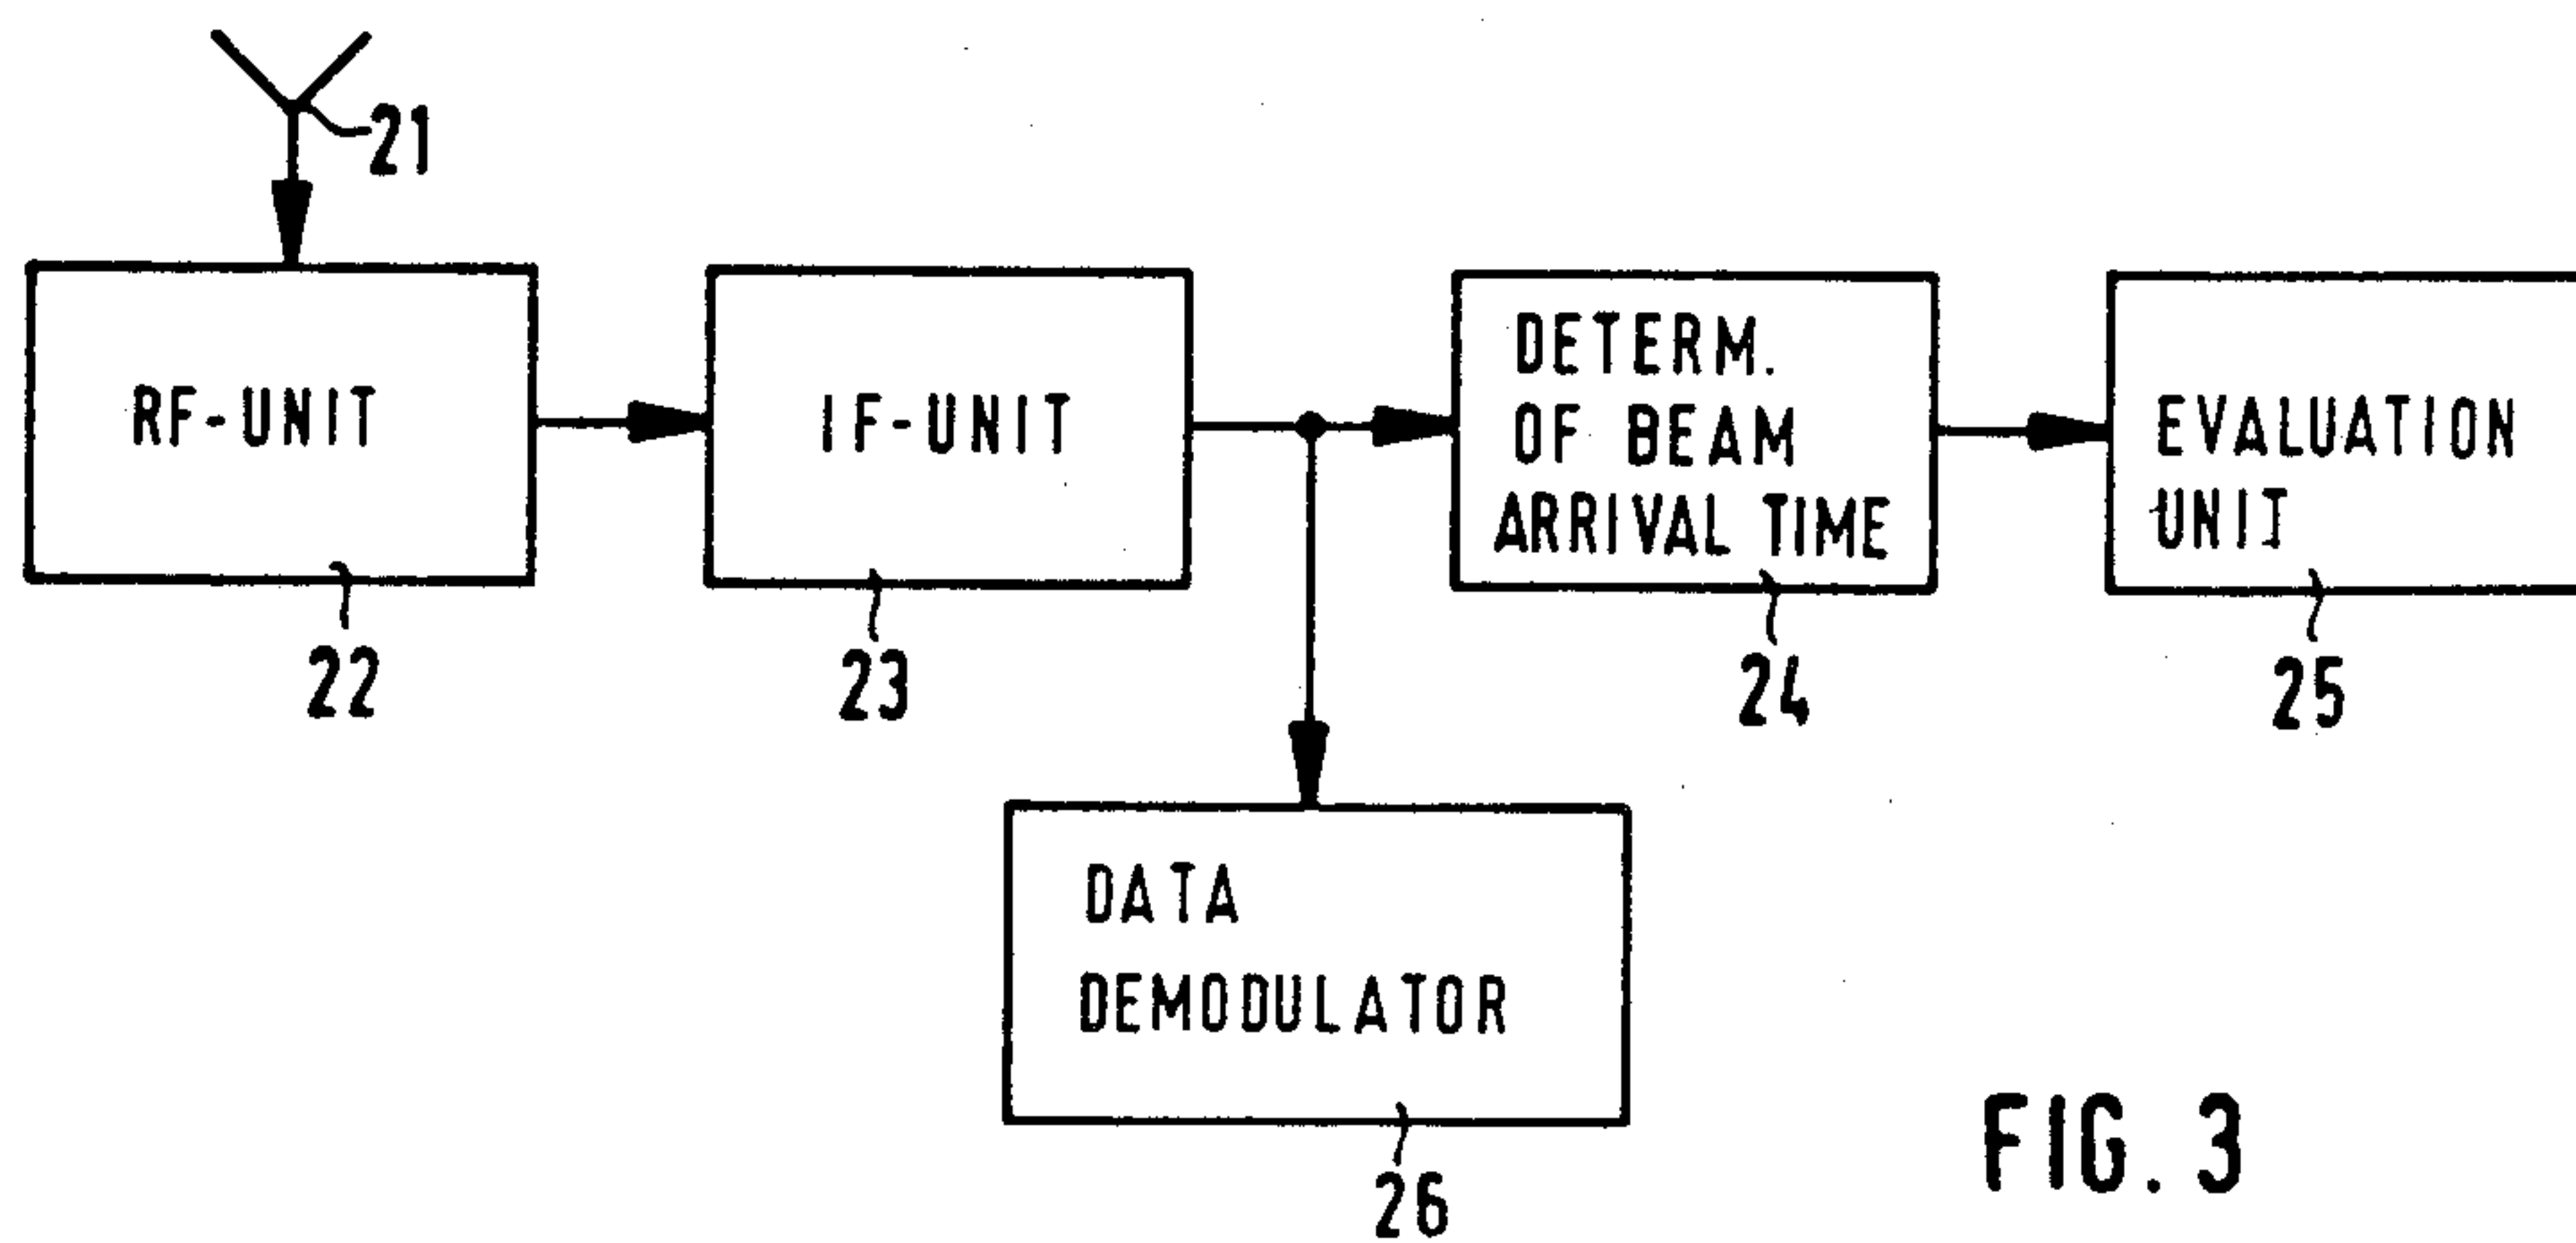 21
RF-UNIT
22
IF-UNIT
23
DETERM.
OF BEAM
ARRIVAL TIME
24
EVALUATION
UNIT
25
DATA
DEMODULATOR
26
FIG. 3